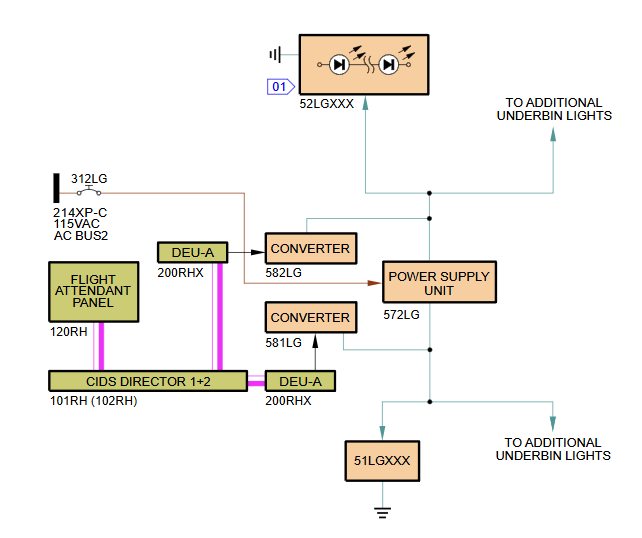 01
52LGXXX
TO ADDITIONAL
UNDERBIN LIGHTS
312LG
214XP-C
115VAC
AC BUS2
DEU-A
200RHX
CONVERTER
582LG
FLIGHT
ATTENDANT
PANEL
120RH
POWER SUPPLY
UNIT
572LG
CONVERTER
581LG
CIDS DIRECTOR 1+2
101RH (102RH)
DEU-A
200RHX
51LGXXX
TO ADDITIONAL
UNDERBIN LIGHTS